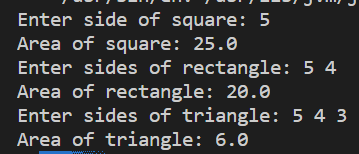 Enter side of square: 5
Area of square: 25.0
Enter sides of rectangle: 5 4
Area of rectangle: 20.0
Enter sides of triangle: 5 4 3
Area of triangle: 6.0